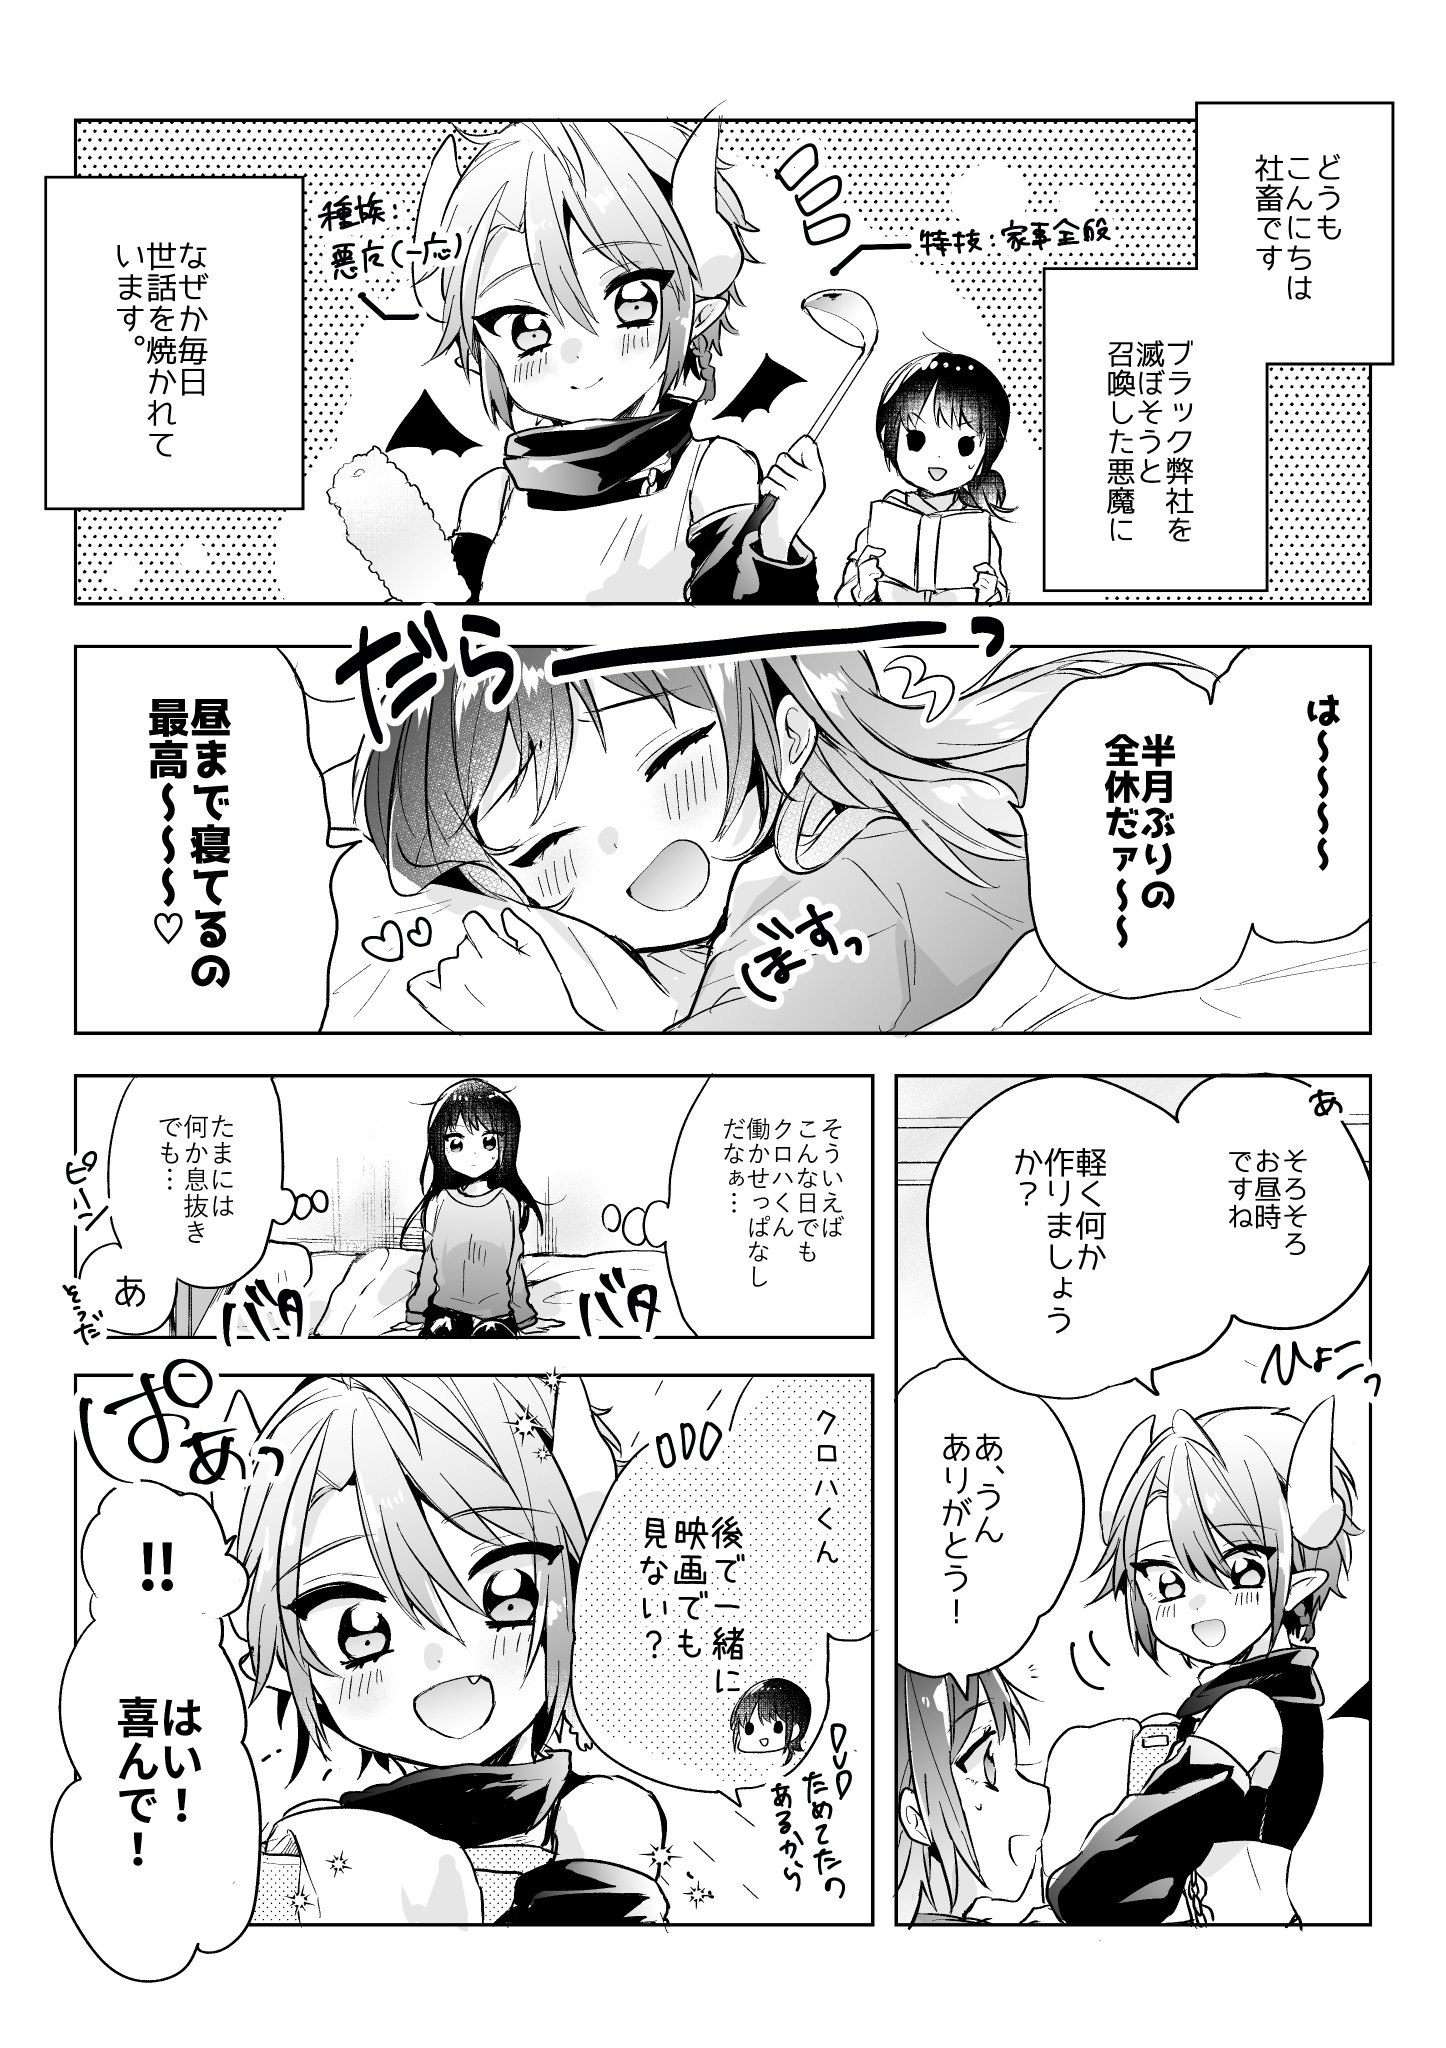 どうも
こんにちは
社畜です
ブラック弊社を
滅ぼそうと
召喚した悪魔に
特技：家事全般
種族：
悪魔(一応)
なぜか毎日
世話を焼かれて
います。
は～～～～
半月ぶりの
全休だァ～～
だらーーーっ
ぼすっ
昼まで寝てるの
最高～～～～♡
あ
そろそろ
お昼時
ですね
軽く何か
作りましょう
か？
ひょこっ
あ、うん
ありがとう！
そういえば
こんな日でも
クロハくん
働かせっぱなし
だなぁ…
バタ
バタ
たまには
何か息抜き
でも…
ピーン
あ
そうだ
クロハくん
後で一緒に
映画でも
見ない？
DVD
ためてたの
あるから
ぱあっ
!!
はい！
喜んで！